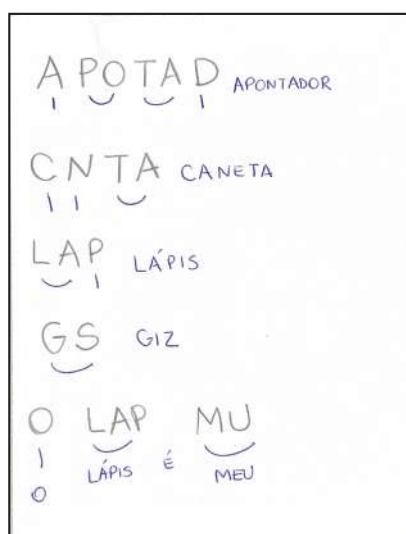 APOTAD APONTADOR
CNTA CANETA
LAP LÁPIS
GS GIZ
O LAP MU
O LÁPIS É MEU